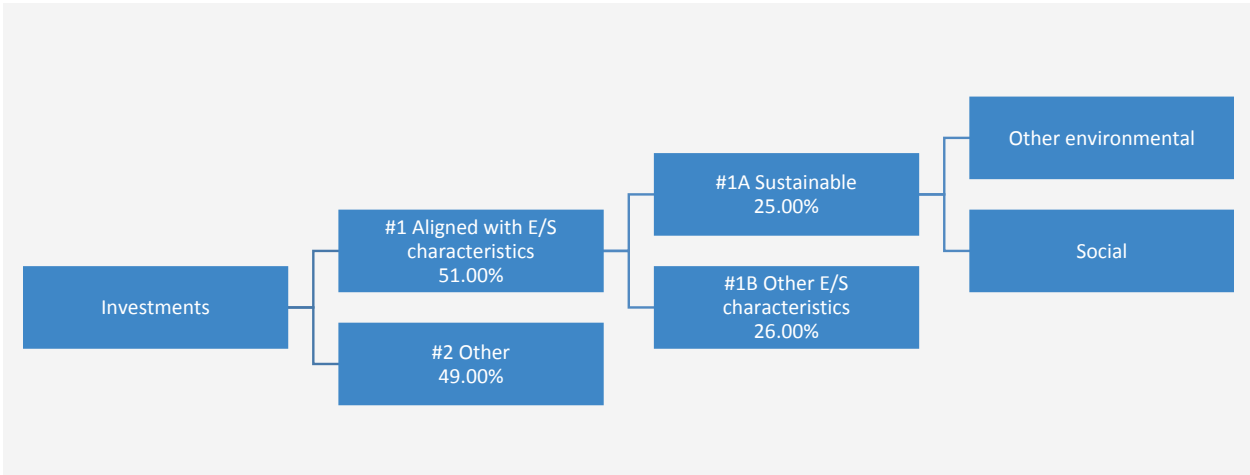 Investments
#1 Aligned with E/S
characteristics
51.00%
#2 Other
49.00%
#1A Sustainable
25.00%
#1B Other E/S
characteristics
26.00%
Other environmental
Social